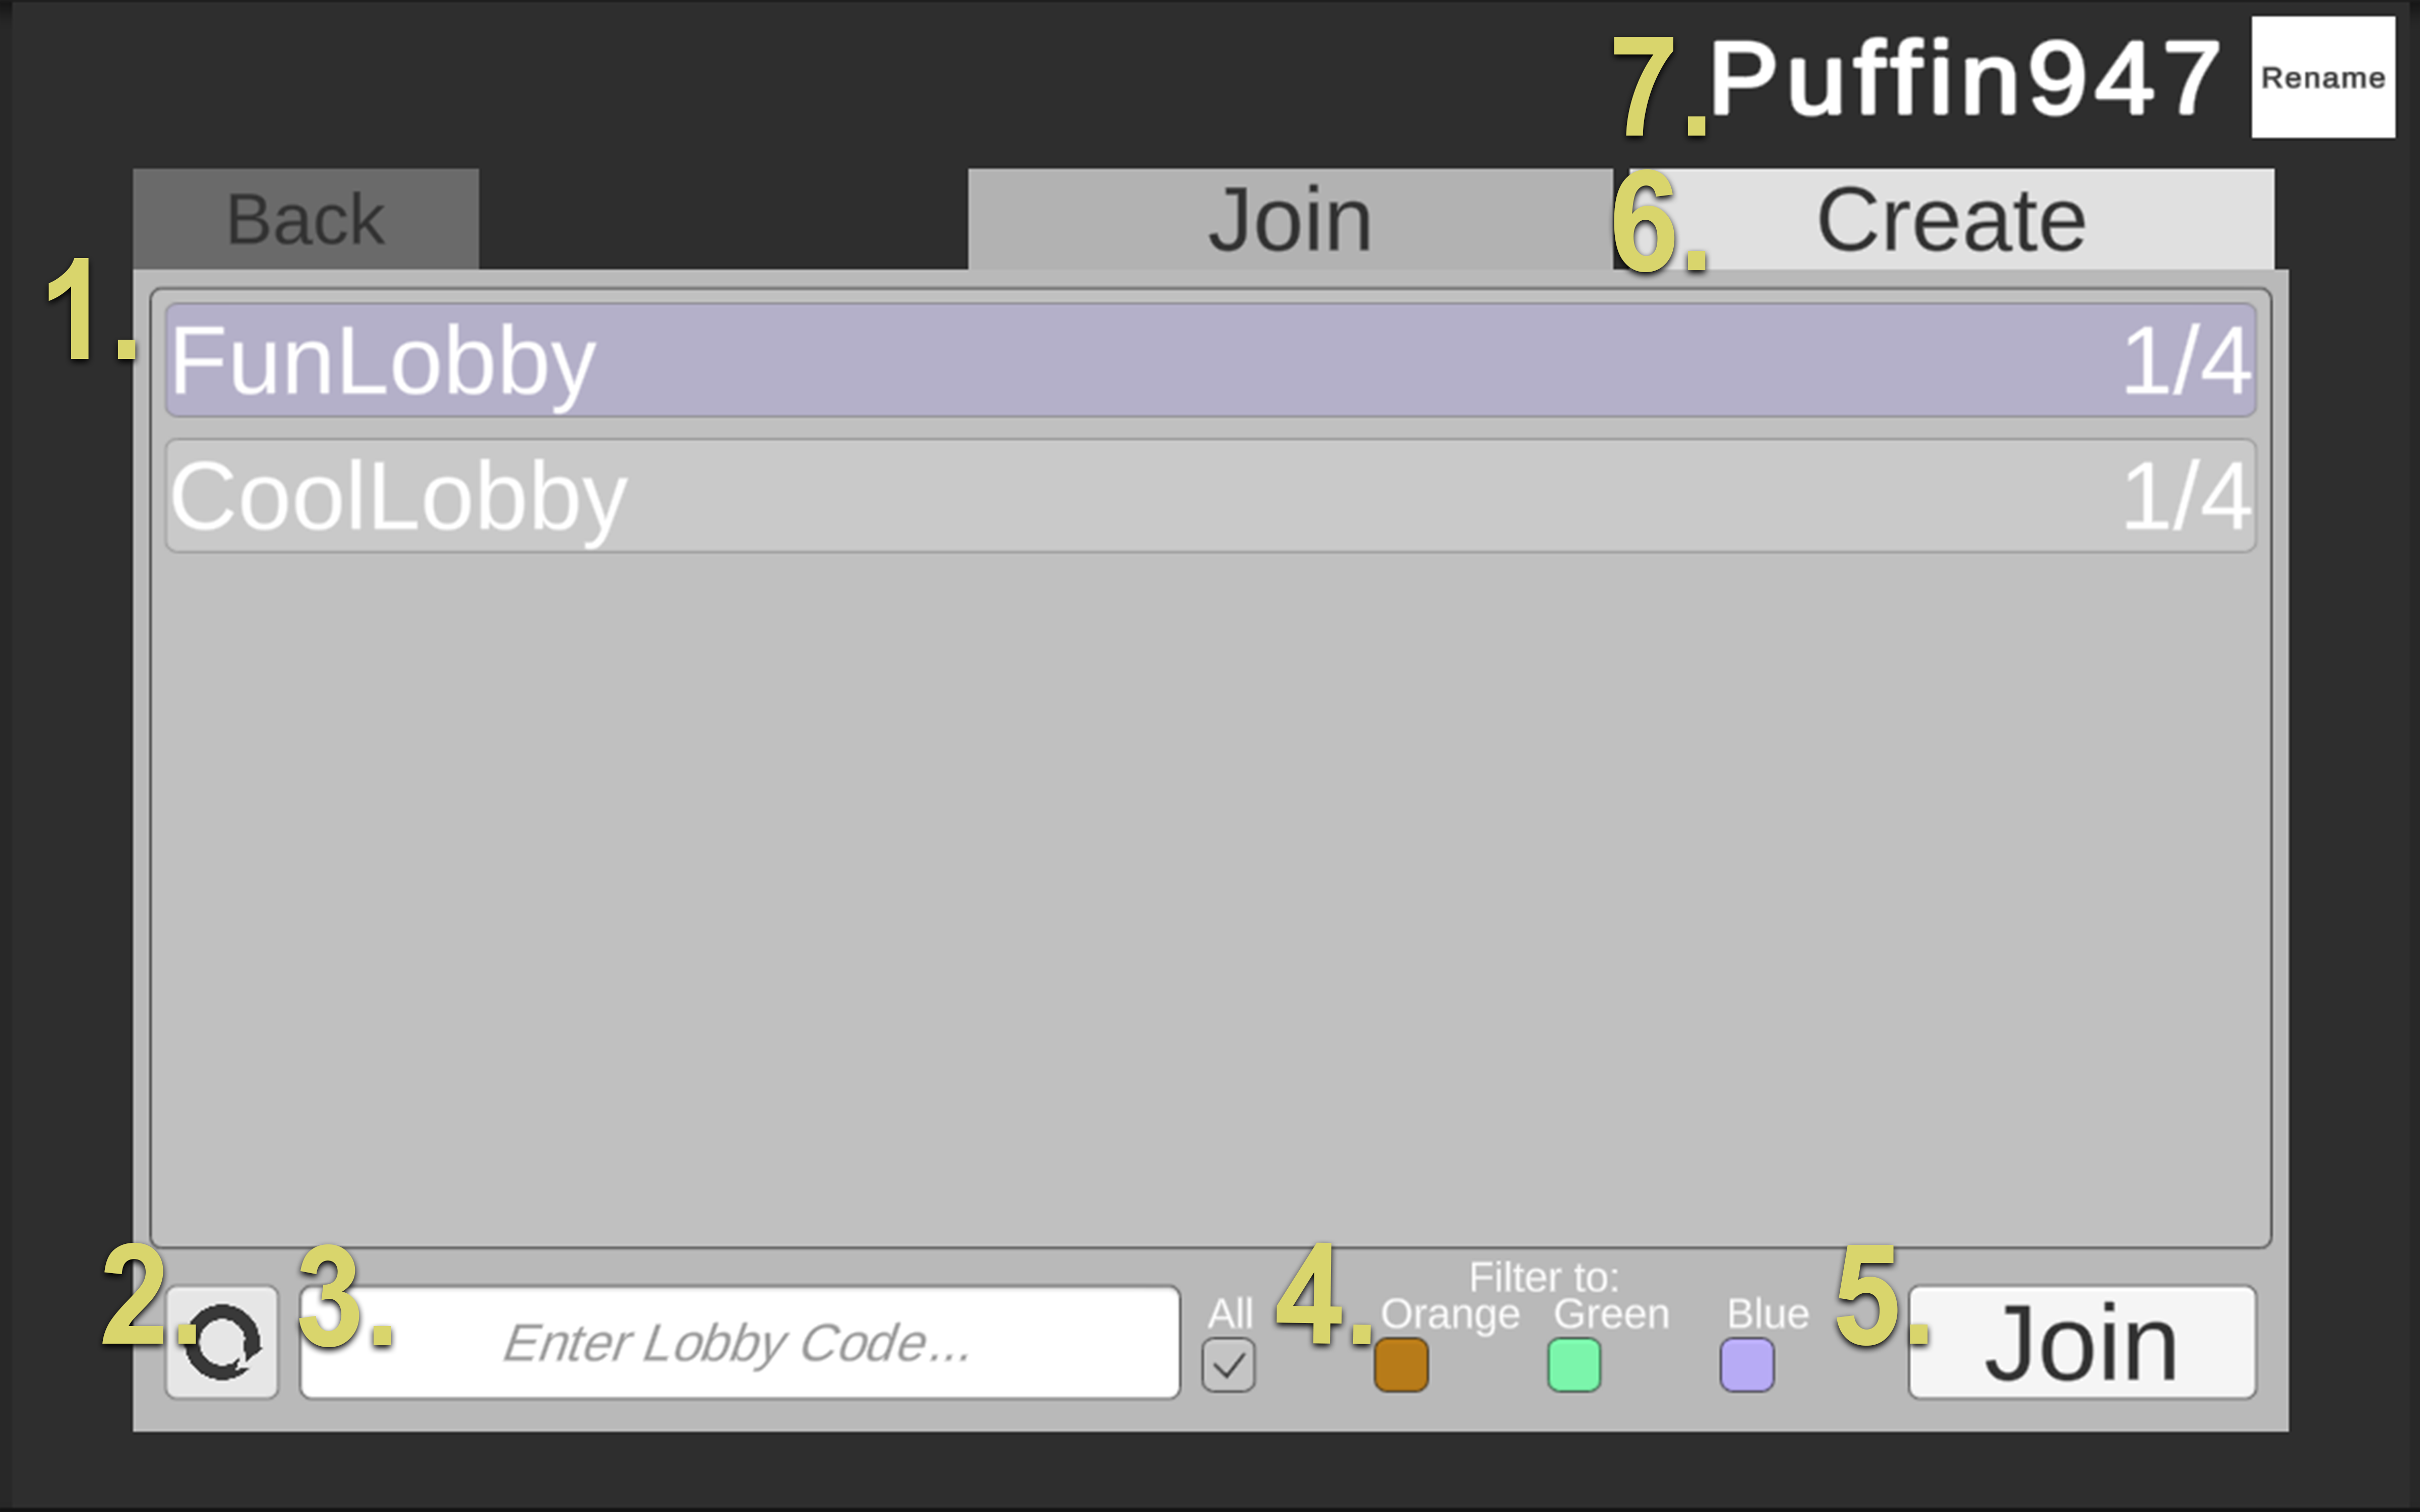 7. Puffin947 Rename
Back Join 6. Create
1.
FunLobby 1/4
CoolLobby 1/4
2. 3. 4. 5.
Filter to:
All Orange Green Blue
Enter Lobby Code... Join